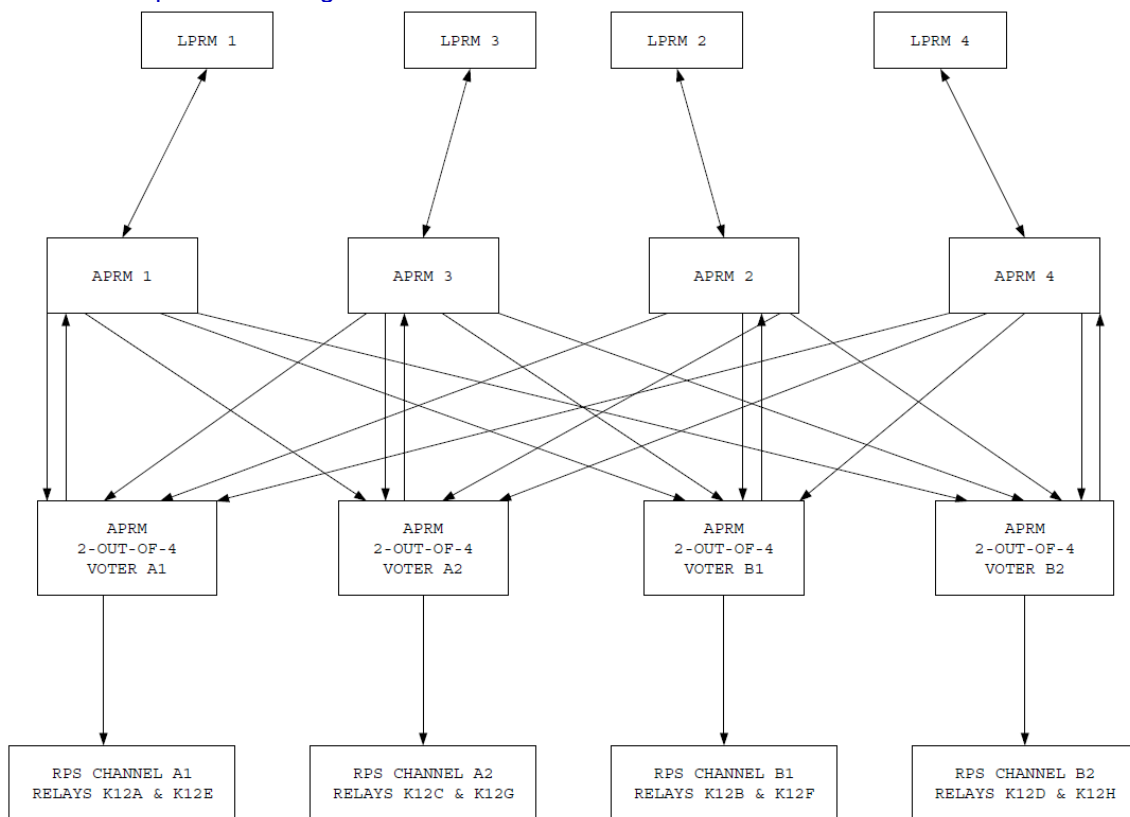 LPRM 1
LPRM 3
LPRM 2
LPRM 4
APRM 1
APRM 3
APRM 2
APRM 4
APRM
2-OUT-OF-4
VOTER A1
APRM
2-OUT-OF-4
VOTER A2
APRM
2-OUT-OF-4
VOTER B1
APRM
2-OUT-OF-4
VOTER B2
RPS CHANNEL A1
RELAYS K12A & K12E
RPS CHANNEL A2
RELAYS K12C & K12G
RPS CHANNEL B1
RELAYS K12B & K12F
RPS CHANNEL B2
RELAYS K12D & K12H